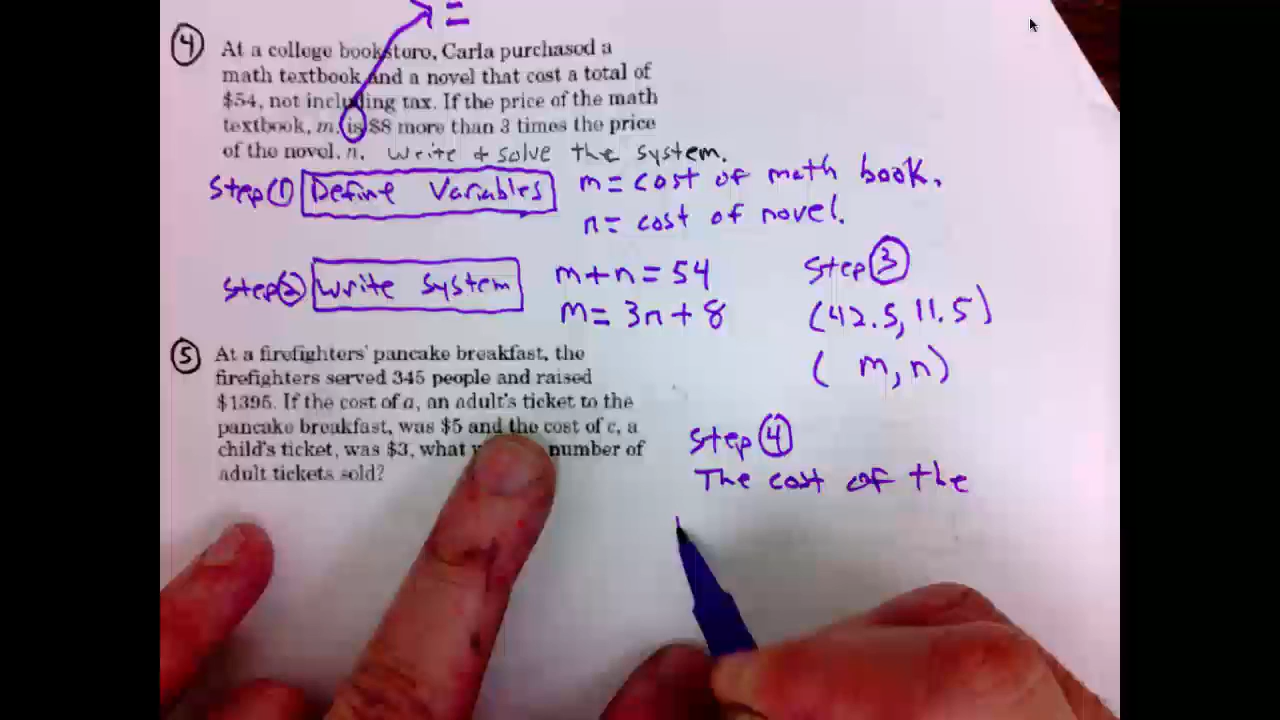 =
④ At a college bookstore, Carla purchased a
math textbook and a novel that cost a total of
$54, not including tax. If the price of the math
textbook, m, is $8 more than 3 times the price
of the novel, n. Write + solve the system.
Step ① Define Variables m = cost of math book.
n = cost of novel.
Step ② Write System m+n = 54
m = 3n + 8
Step ③
(42.5, 11.5)
( m, n)
⑤ At a firefighters' pancake breakfast, the
firefighters served 345 people and raised
$1395. If the cost of a, an adult's ticket to the
pancake breakfast, was $5 and the cost of c, a
child's ticket, was $3, what number of
adult tickets sold?
Step ④
The cost of the